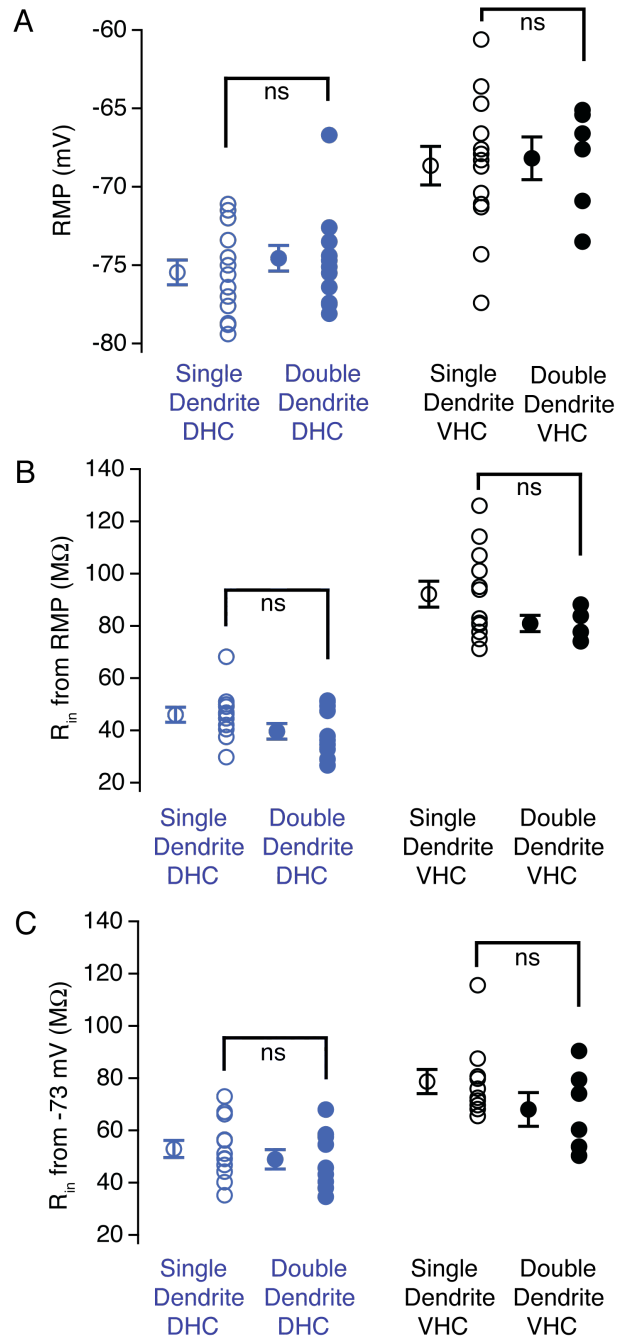 A
-60
-65
-70
-75
-80
RMP (mV)
ns
ns
Single
Dendrite
DHC
Double
Dendrite
DHC
Single
Dendrite
VHC
Double
Dendrite
VHC
B
140
120
100
80
60
40
20
Rin from RMP (MΩ)
ns
ns
Single
Dendrite
DHC
Double
Dendrite
DHC
Single
Dendrite
VHC
Double
Dendrite
VHC
C
140
120
100
80
60
40
20
Rin from -73 mV (MΩ)
ns
ns
Single
Dendrite
DHC
Double
Dendrite
DHC
Single
Dendrite
VHC
Double
Dendrite
VHC